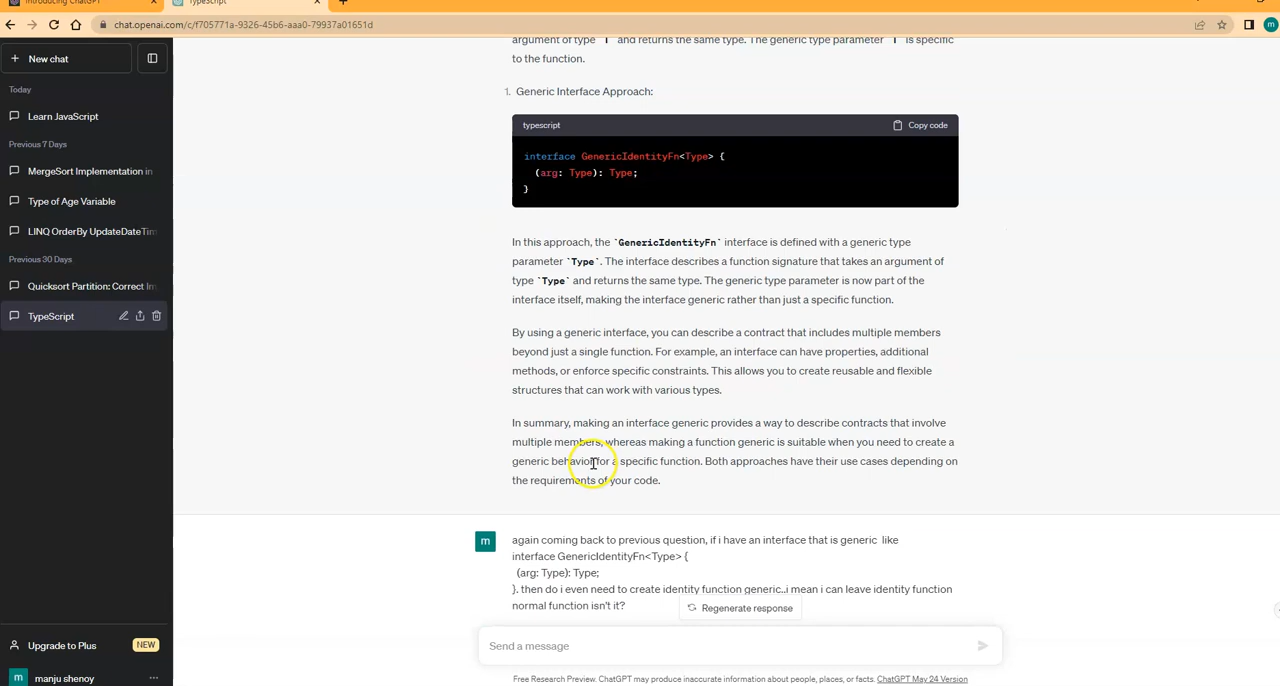 Introducing ChatGPT
TypeScript
chat.openai.com/c/f705771a-9326-45b6-aaa0-79937a01651d
New chat
Today
Learn JavaScript
Previous 7 Days
MergeSort Implementation in
Type of Age Variable
LINQ OrderBy UpdateDateTim
Previous 30 Days
Quicksort Partition: Correct Im
TypeScript
Upgrade to Plus NEW
m manju shenoy
m
argument of type `T` and returns the same type. The generic type parameter `T` is specific
to the function.
1. Generic Interface Approach:
typescript Copy code
interface GenericIdentityFn<Type> {
(arg: Type): Type;
}
In this approach, the `GenericIdentityFn` interface is defined with a generic type
parameter `Type`. The interface describes a function signature that takes an argument of
type `Type` and returns the same type. The generic type parameter is now part of the
interface itself, making the interface generic rather than just a specific function.
By using a generic interface, you can describe a contract that includes multiple members
beyond just a single function. For example, an interface can have properties, additional
methods, or enforce specific constraints. This allows you to create reusable and flexible
structures that can work with various types.
In summary, making an interface generic provides a way to describe contracts that involve
multiple members, whereas making a function generic is suitable when you need to create a
generic behavior for a specific function. Both approaches have their use cases depending on
the requirements of your code.
m
again coming back to previous question, if i have an interface that is generic like
interface GenericIdentityFn<Type> {
(arg: Type): Type;
}. then do i even need to create identity function generic..i mean i can leave identity function
normal function isn't it?
Regenerate response
Send a message
Free Research Preview. ChatGPT may produce inaccurate information about people, places, or facts. ChatGPT May 24 Version